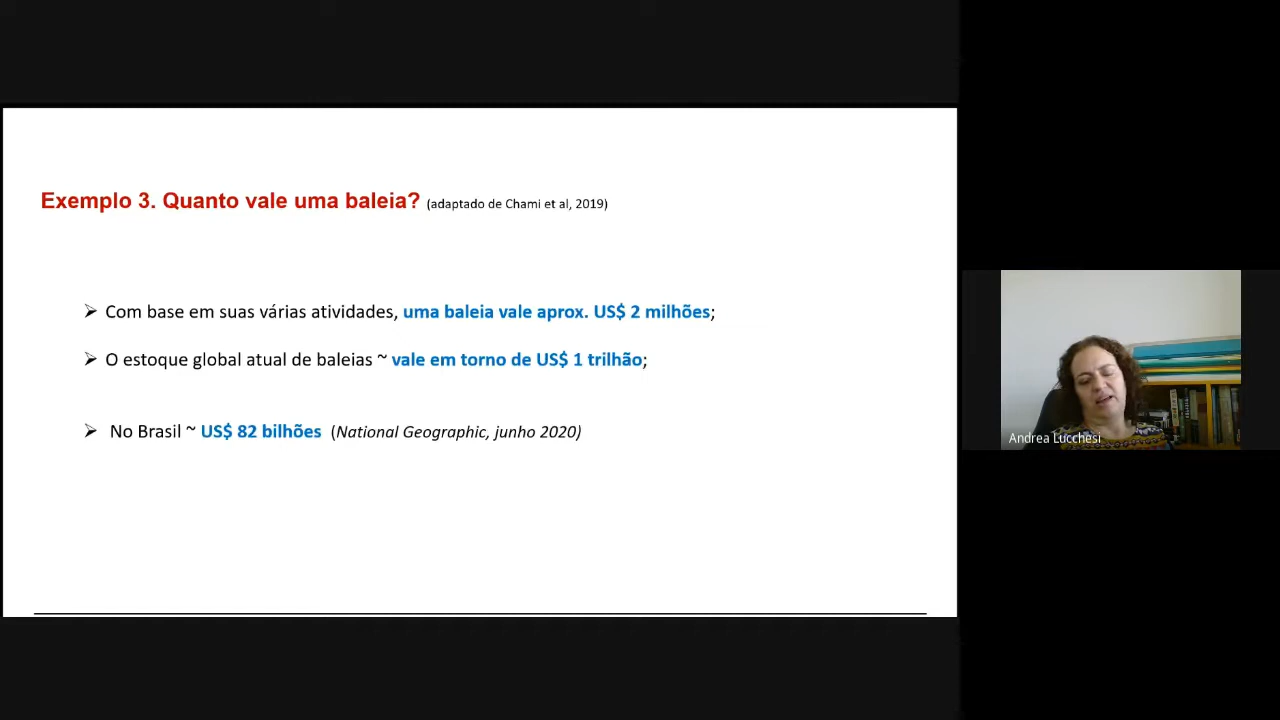 Exemplo 3. Quanto vale uma baleia? (adaptado de Chami et al, 2019)
Com base em suas várias atividades, uma baleia vale aprox. US$ 2 milhões;
O estoque global atual de baleias ~ vale em torno de US$ 1 trilhão;
No Brasil ~ US$ 82 bilhões (National Geographic, junho 2020)
Andrea Lucchesi